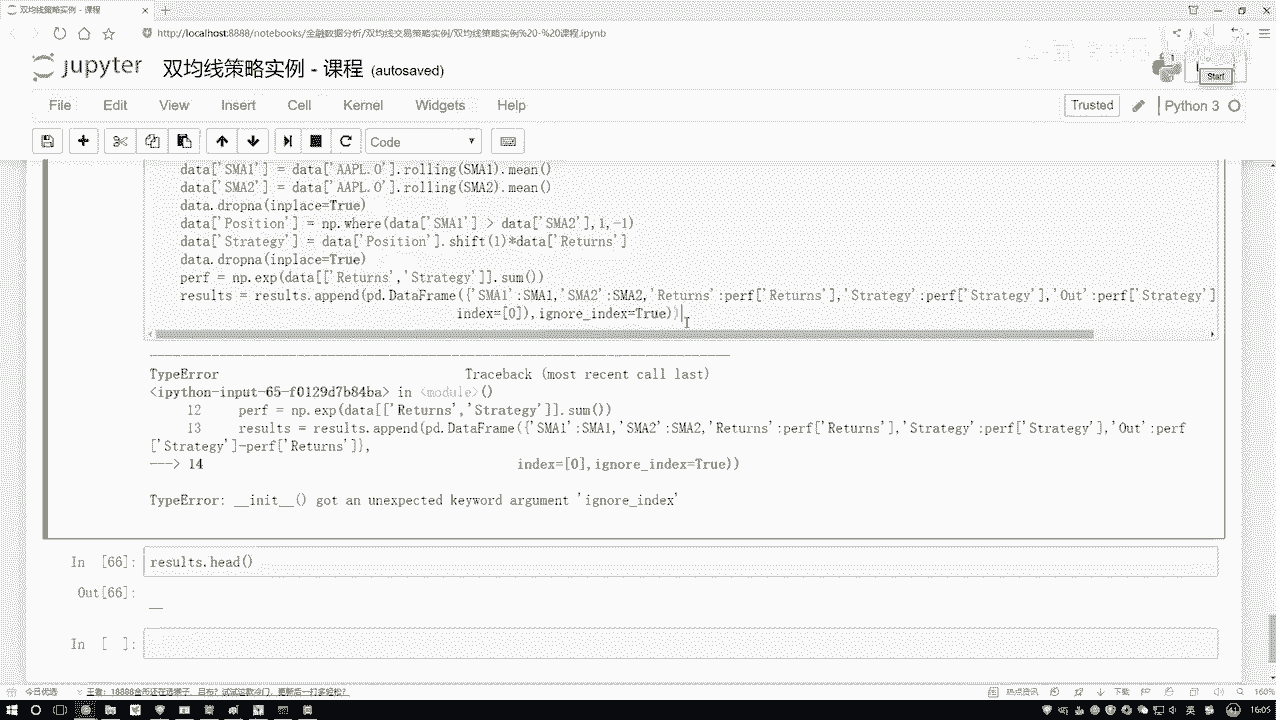 双均线策略实例 - 课程
http://localhost:8888/notebooks/金融数据分析/双均线交易策略实例/双均线策略实例%20-%20课程.ipynb
jupyter 双均线策略实例 - 课程 (autosaved)
Start
File Edit View Insert Cell Kernel Widgets Help
Trusted Python 3
Code
data['SMA1'] = data['AAPL.O'].rolling(SMA1).mean()
data['SMA2'] = data['AAPL.O'].rolling(SMA2).mean()
data.dropna(inplace=True)
data['Position'] = np.where(data['SMA1'] > data['SMA2'],1,-1)
data['Strategy'] = data['Position'].shift(1)*data['Returns']
data.dropna(inplace=True)
perf = np.exp(data[['Returns','Strategy']].sum())
results = results.append(pd.DataFrame({'SMA1':SMA1,'SMA2':SMA2,'Returns':perf['Returns'],'Strategy':perf['Strategy'],'Out':perf['Strategy']
index=[0]),ignore_index=True))
TypeError Traceback (most recent call last)
<ipython-input-65-f0129d7b84ba> in <module>()
12 perf = np.exp(data[['Returns','Strategy']].sum())
13 results = results.append(pd.DataFrame({'SMA1':SMA1,'SMA2':SMA2,'Returns':perf['Returns'],'Strategy':perf['Strategy'],'Out':perf
['Strategy']-perf['Returns']},
---> 14 index=[0],ignore_index=True))
TypeError: __init__() got an unexpected keyword argument 'ignore_index'
In [66]: results.head()
Out[66]:
In [ ]:
今日优选
热点资讯 下载 160%
英 16:05